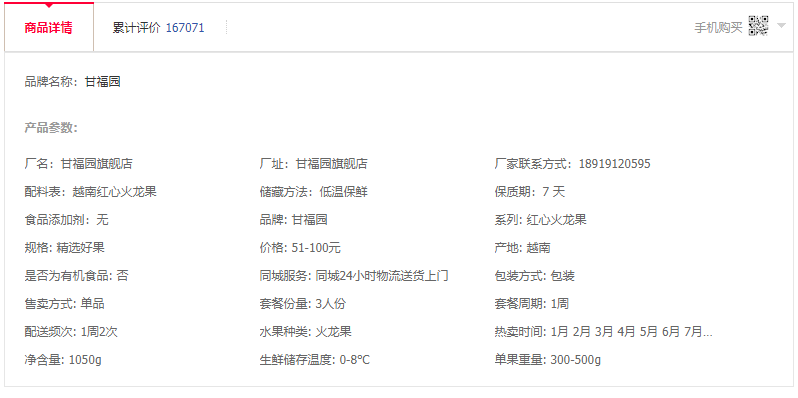 商品详情 累计评价 167071 手机购买
品牌名称：甘福园
产品参数：
厂名：甘福园旗舰店 厂址：甘福园旗舰店 厂家联系方式：18919120595
配料表：越南红心火龙果 储藏方法：低温保鲜 保质期：7 天
食品添加剂：无 品牌: 甘福园 系列: 红心火龙果
规格: 精选好果 价格: 51-100元 产地: 越南
是否为有机食品: 否 同城服务: 同城24小时物流送货上门 包装方式: 包装
售卖方式: 单品 套餐份量: 3人份 套餐周期: 1周
配送频次: 1周2次 水果种类: 火龙果 热卖时间: 1月 2月 3月 4月 5月 6月 7月...
净含量: 1050g 生鲜储存温度: 0-8℃ 单果重量: 300-500g